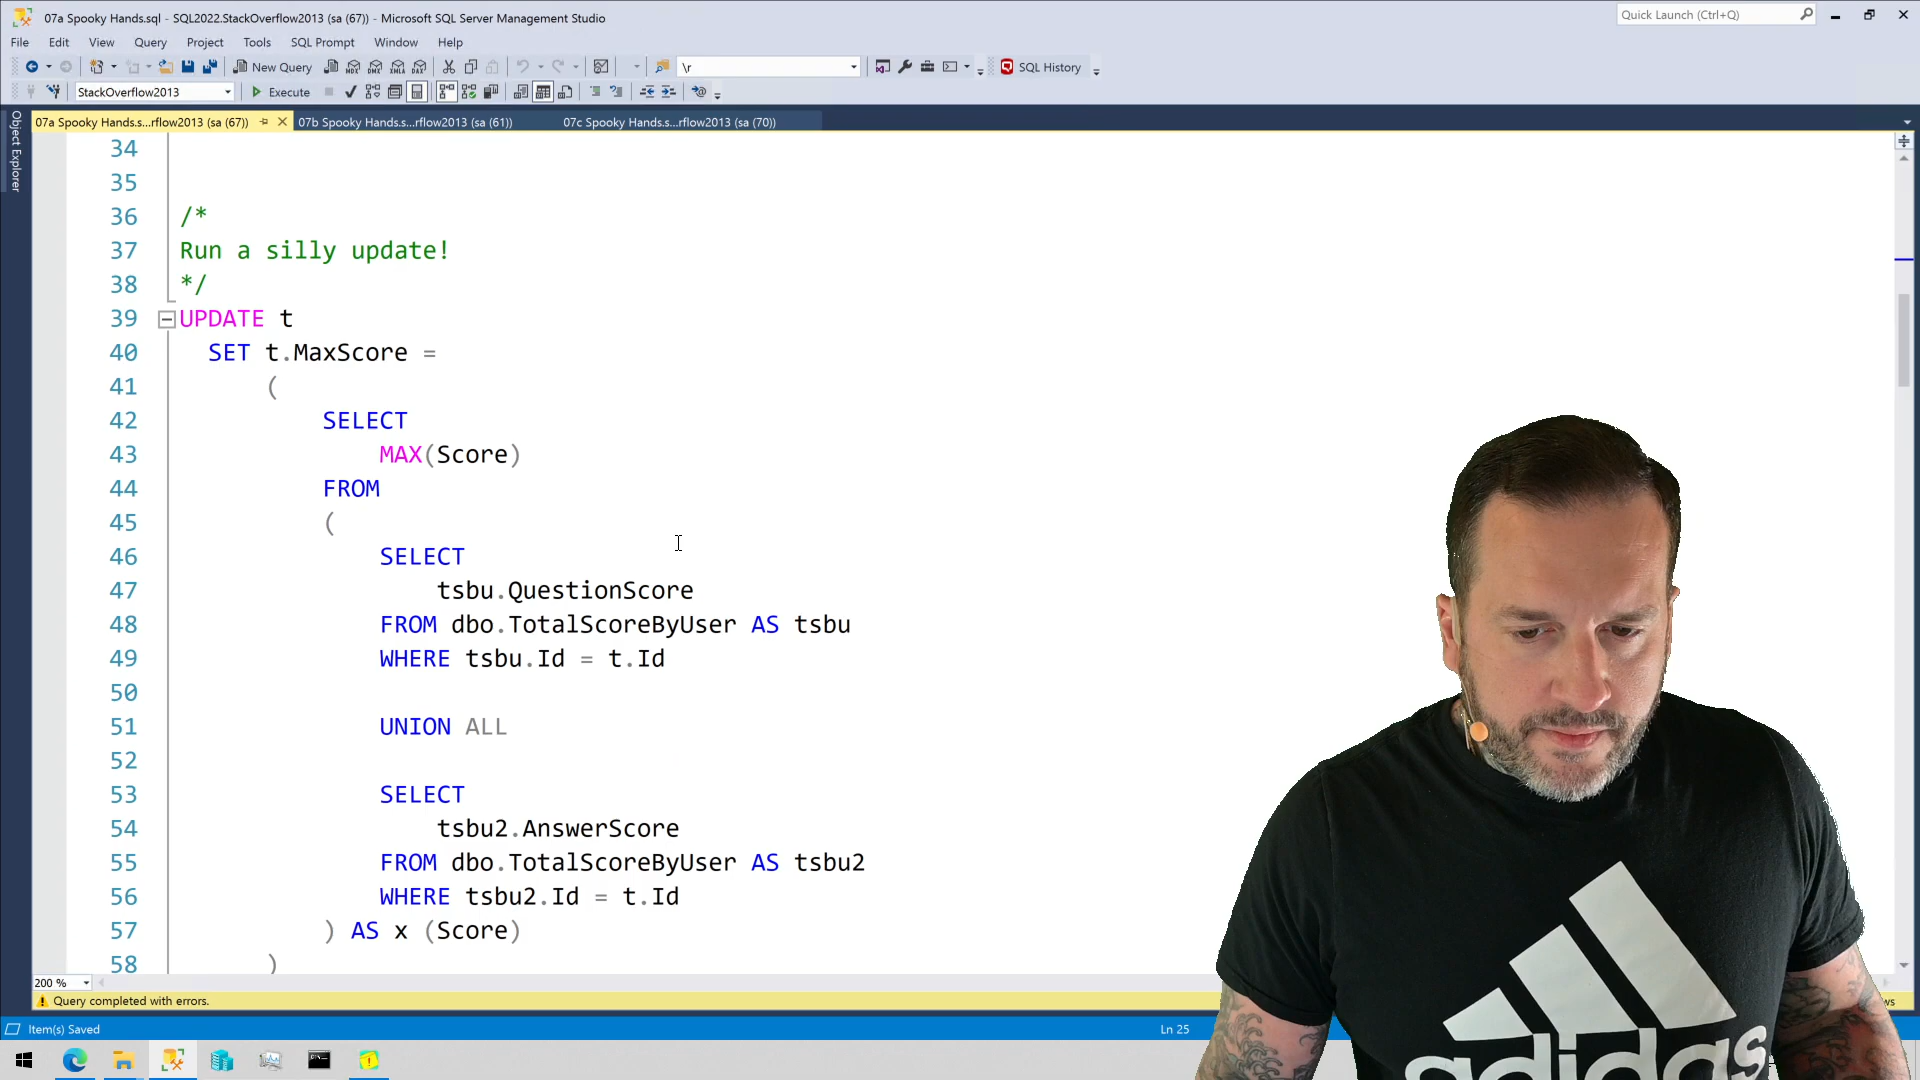 07a Spooky Hands.sql - SQL2022.StackOverflow2013 (sa (67)) - Microsoft SQL Server Management Studio
Quick Launch (Ctrl+Q)
File Edit View Query Project Tools SQL Prompt Window Help
New Query
MDX DMX XMLA DAX
\r
SQL History
StackOverflow2013
Execute
07a Spooky Hands.s...rflow2013 (sa (67))
07b Spooky Hands.s...rflow2013 (sa (61))
07c Spooky Hands.s...rflow2013 (sa (70))
Object Explorer
34
35
36 /*
37 Run a silly update!
38 */
39 UPDATE t
40 SET t.MaxScore =
41 (
42 SELECT
43 MAX(Score)
44 FROM
45 (
46 SELECT
47 tsbu.QuestionScore
48 FROM dbo.TotalScoreByUser AS tsbu
49 WHERE tsbu.Id = t.Id
50
51 UNION ALL
52
53 SELECT
54 tsbu2.AnswerScore
55 FROM dbo.TotalScoreByUser AS tsbu2
56 WHERE tsbu2.Id = t.Id
57 ) AS x (Score)
58 )
200 %
Query completed with errors.
ws
Item(s) Saved
Ln 25
adidas